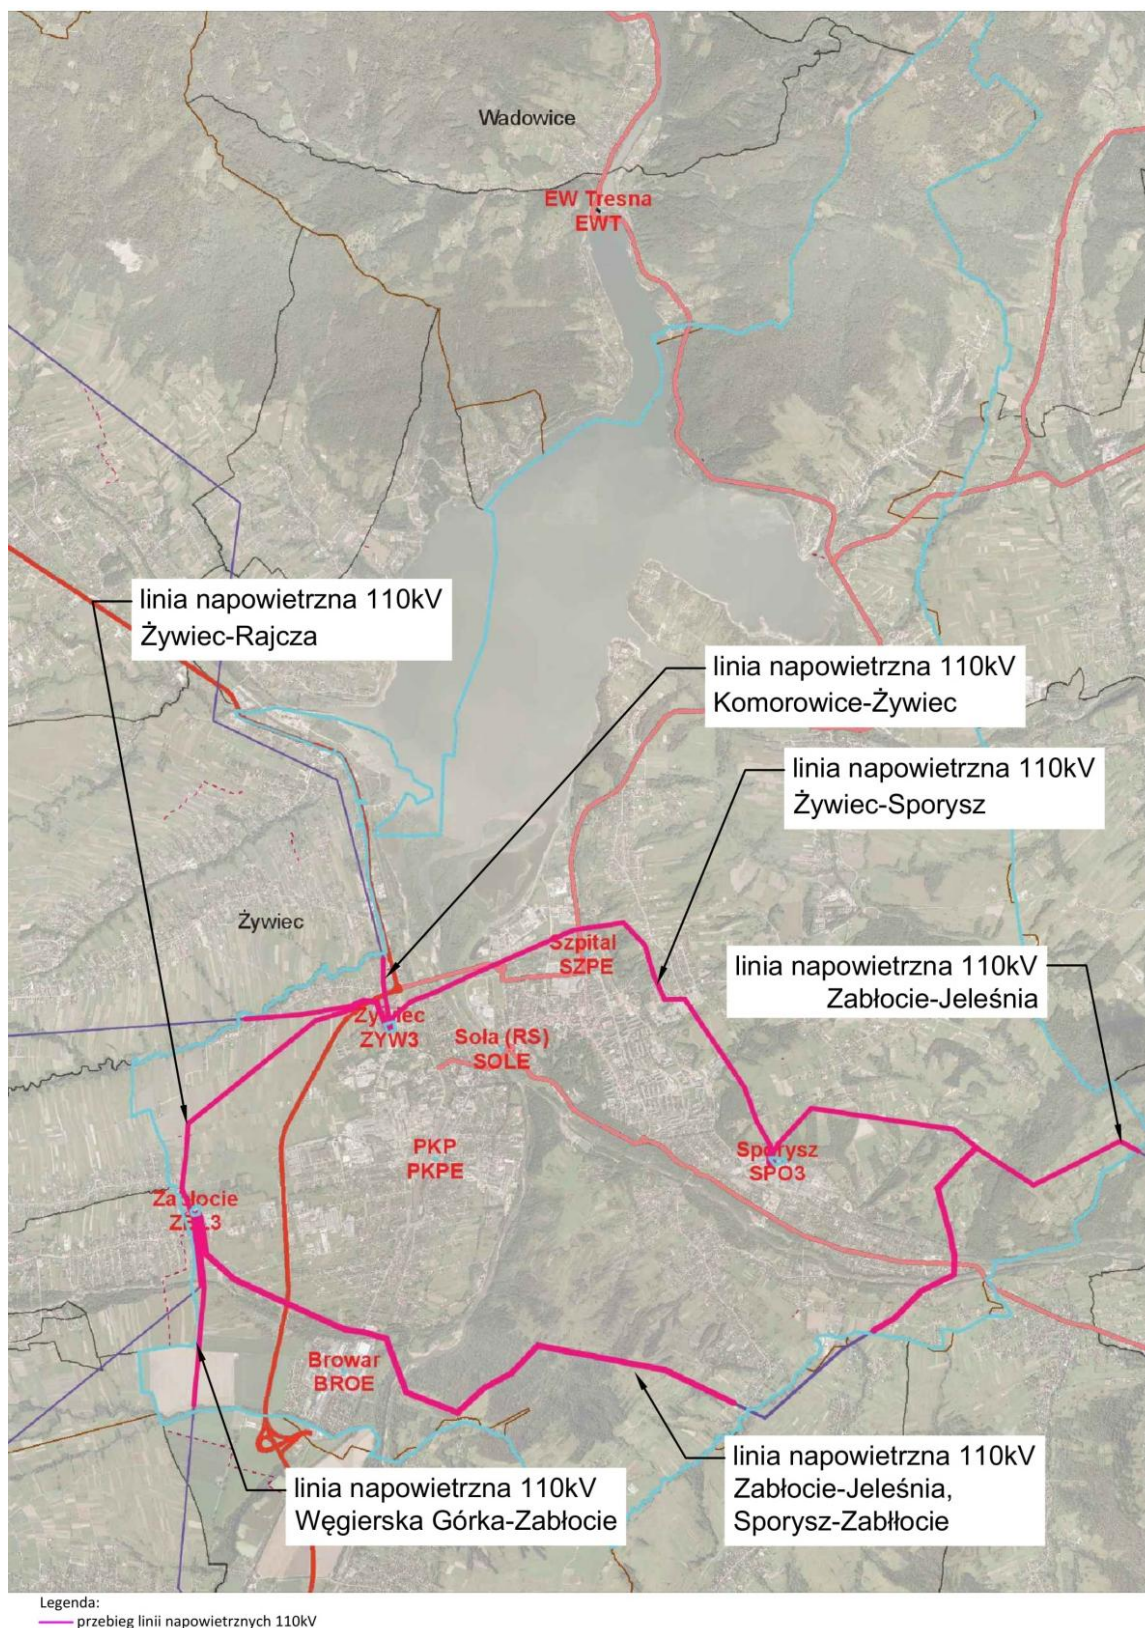 Wadowice
EW Tresna
EWT
linia napowietrzna 110kV
Żywiec-Rajcza
linia napowietrzna 110kV
Komorowice-Żywiec
linia napowietrzna 110kV
Żywiec-Sporysz
Żywiec
Szpital
SZPE
linia napowietrzna 110kV
Zabłocie-Jeleśnia
Żywiec
ZYW3
Sola (RS)
SOLE
PKP
PKPE
Sporysz
SPO3
Browar
BROE
linia napowietrzna 110kV
Węgierska Górka-Zabłocie
linia napowietrzna 110kV
Zabłocie-Jeleśnia,
Sporysz-Zabłłocie
Legenda:
przebieg linii napowietrznych 110kV